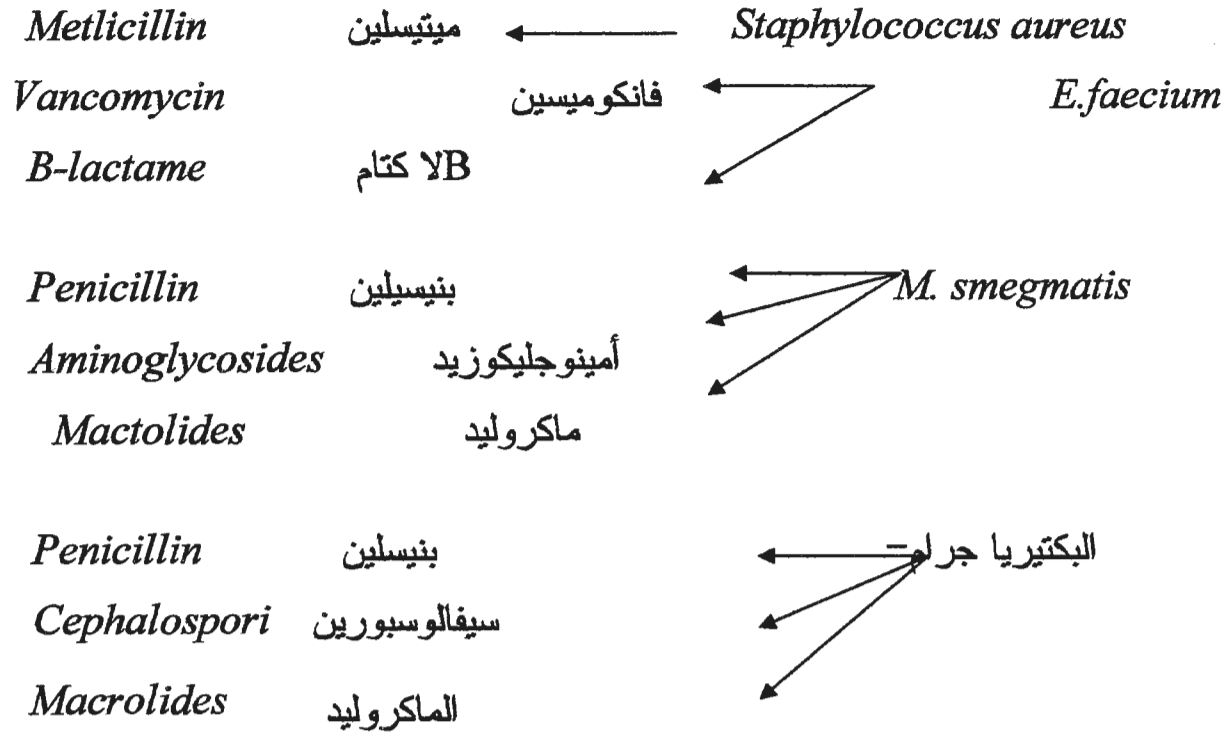 Metlicillin ميتيسلين Staphylococcus aureus
Vancomycin فانكوميسين E.faecium
B-lactame Bلا كتام
Penicillin بنيسيلين M. smegmatis
Aminoglycosides أمينوجليكوزيد
Mactolides ماكروليد
Penicillin بنيسلين البكتيريا جرام–
Cephalospori سيفالوسبورين
Macrolides الماكروليد